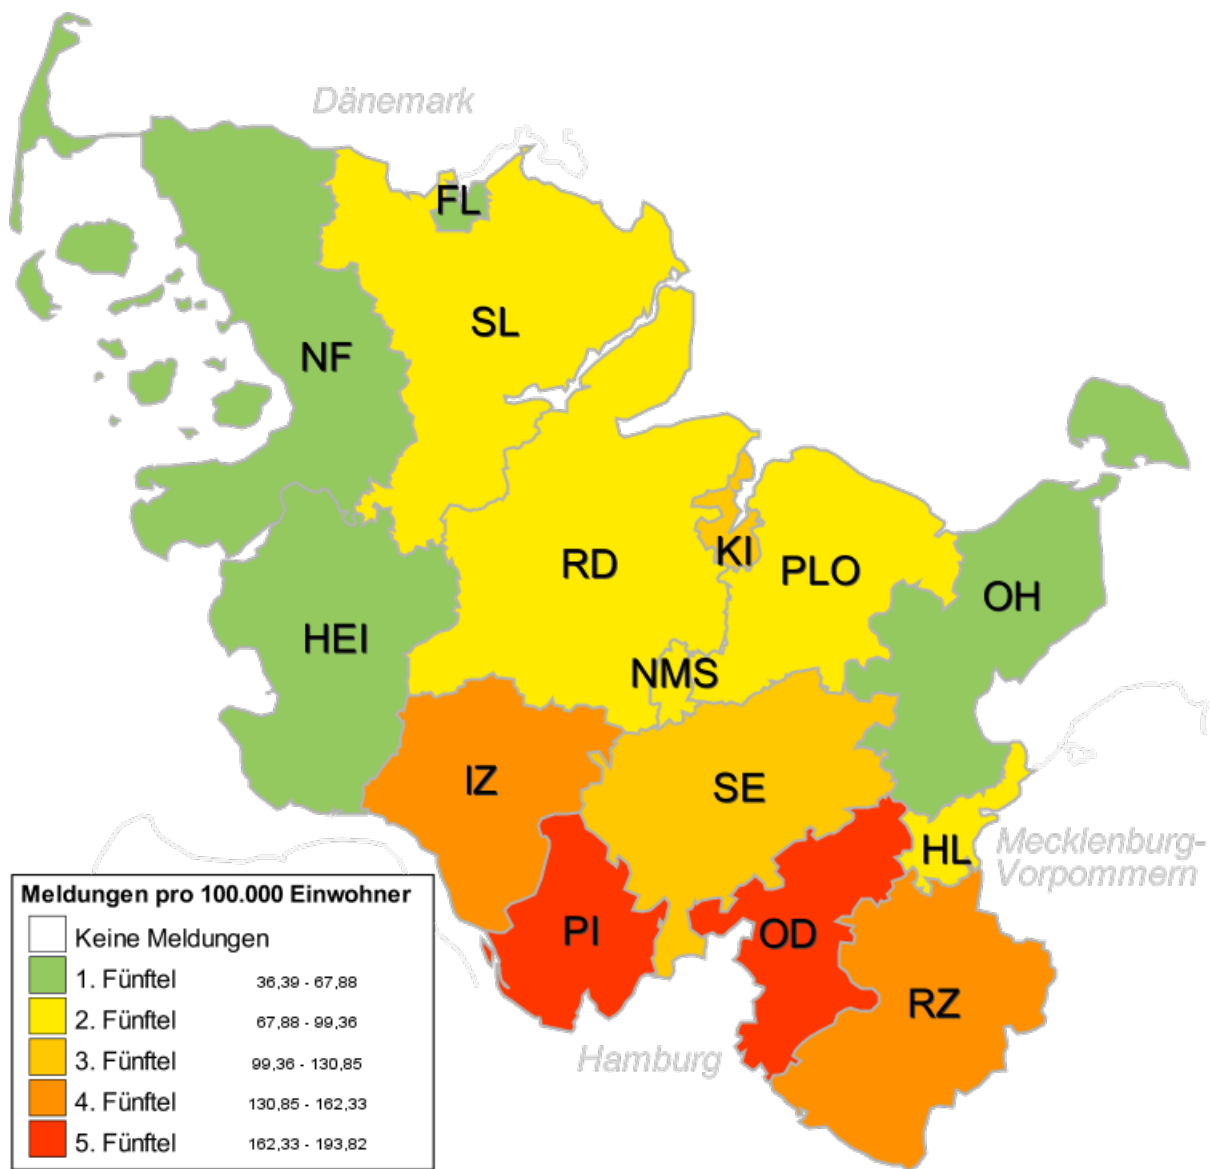 Dänemark
FL
SL
NF
RD
KI
PLO
OH
HEI
NMS
IZ
SE
HL
Mecklenburg-
Vorpommern
PI
OD
RZ
Hamburg
Meldungen pro 100.000 Einwohner
Keine Meldungen
1. Fünftel 36,39 - 67,88
2. Fünftel 67,88 - 99,36
3. Fünftel 99,36 - 130,85
4. Fünftel 130,85 - 162,33
5. Fünftel 162,33 - 193,82